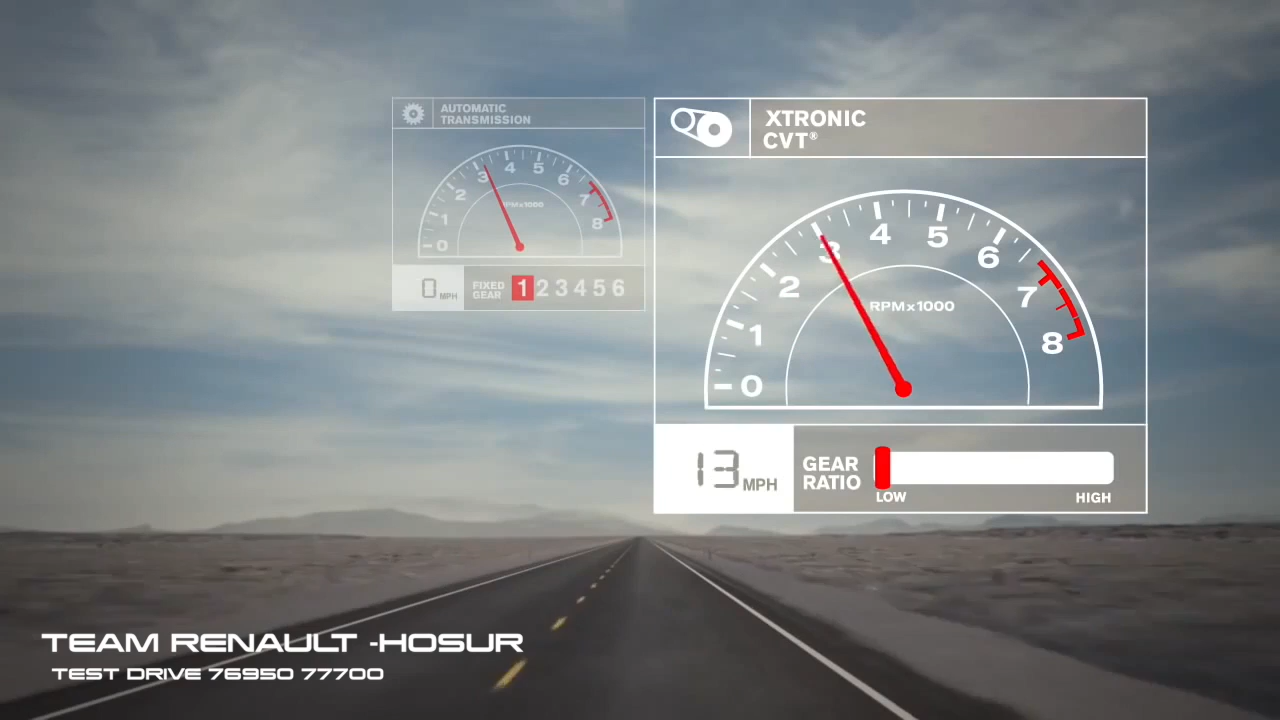 AUTOMATIC
TRANSMISSION
0 1 2 3 4 5 6 7 8
RPMx1000
0 MPH
FIXED
GEAR
1 2 3 4 5 6
XTRONIC
CVT®
0 1 2 3 4 5 6 7 8
RPMx1000
13 MPH
GEAR
RATIO
LOW
HIGH
TEAM RENAULT -HOSUR
TEST DRIVE 76950 77700